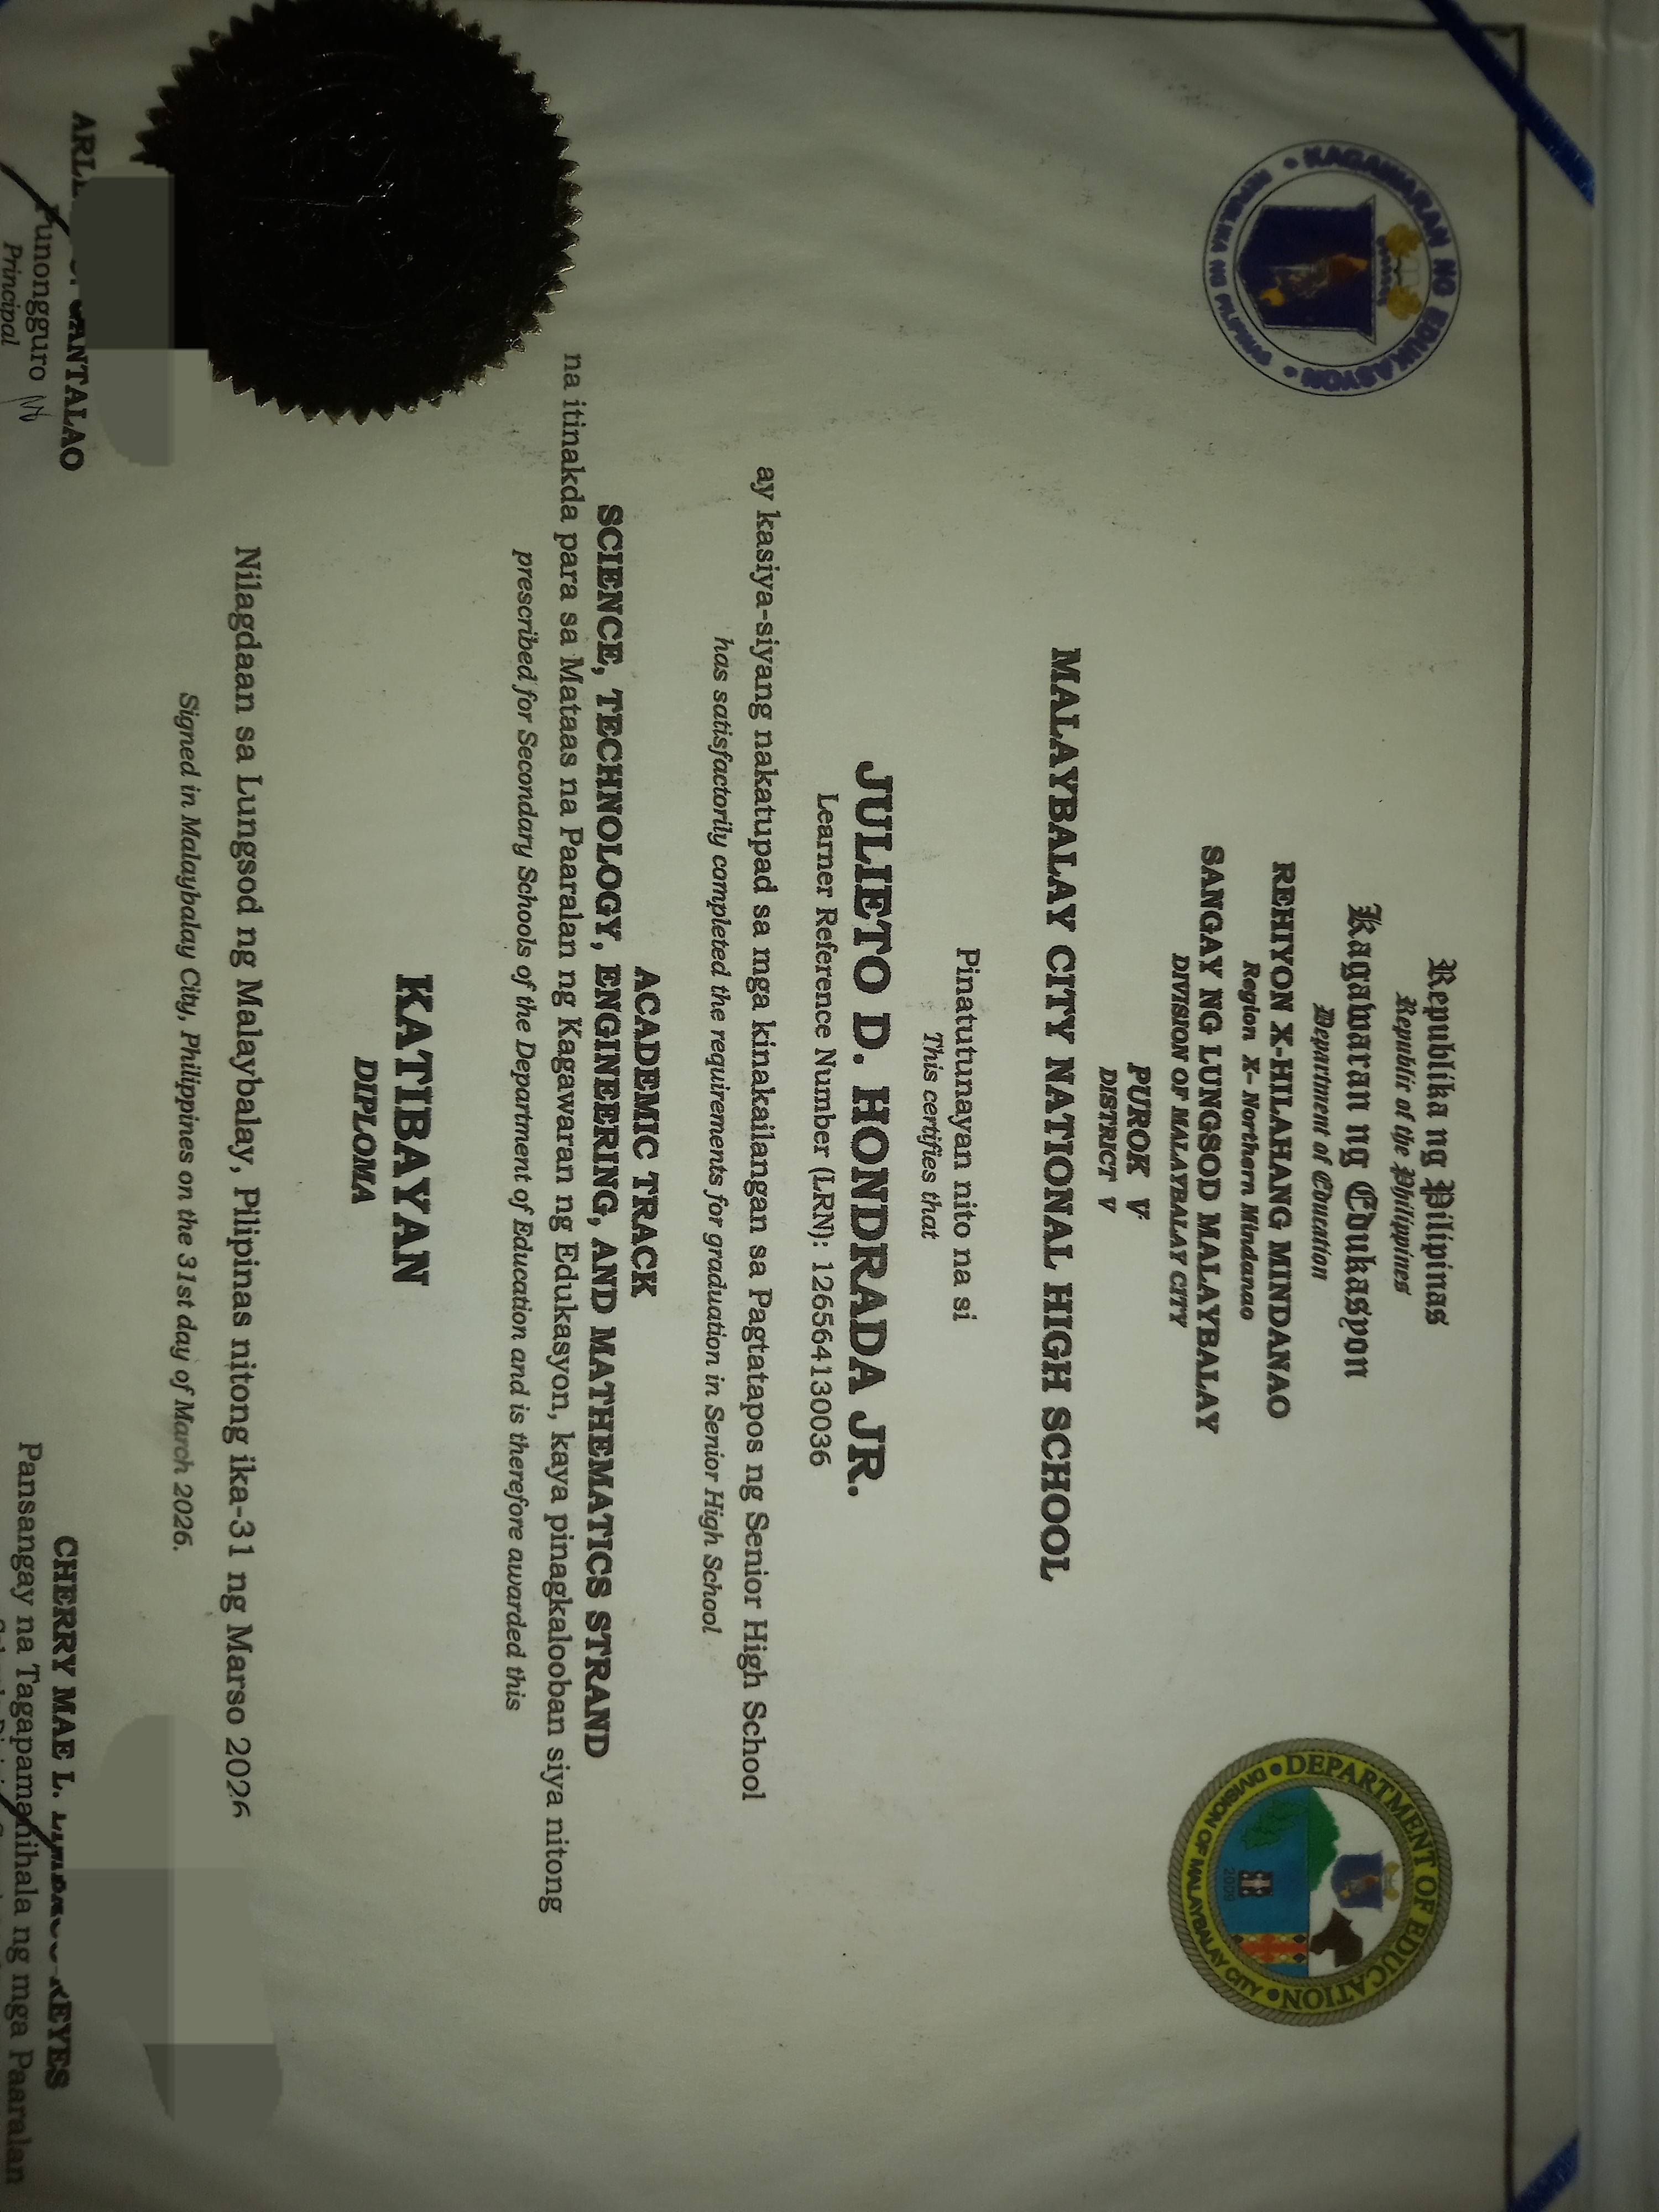 Republika ng Pilipinas
Republic of the Philippines
Kagawaran ng Edukasyon
Department of Education
REHIYON X-HILAHANG MINDANAO
Region X- Northern Mindanao
SANGAY NG LUNGSOD MALAYBALAY
DIVISION OF MALAYBALAY CITY
PUROK V
DISTRICT V
MALAYBALAY CITY NATIONAL HIGH SCHOOL
Pinatutunayan nito na si
This certifies that
JULIETO D. HONDRADA JR.
Learner Reference Number (LRN): 126564130036
ay kasiya-siyang nakatupad sa mga kinakailangan sa Pagtatapos ng Senior High School
has satisfactorily completed the requirements for graduation in Senior High School
ACADEMIC TRACK
SCIENCE, TECHNOLOGY, ENGINEERING, AND MATHEMATICS STRAND
na itinakda para sa Mataas na Paaralan ng Kagawaran ng Edukasyon, kaya pinagkalooban siya nitong
prescribed for Secondary Schools of the Department of Education and is therefore awarded this
KATIBAYAN
DIPLOMA
Nilagdaan sa Lungsod ng Malaybalay, Pilipinas nitong ika-31 ng Marso 2026
Signed in Malaybalay City, Philippines on the 31st day of March 2026.
Punongguro
Principal
CHERRY MAE L. REYES
Pansangay na Tagapamanihala ng mga Paaralan
KAGAWARAN NG EDUKASYON
REPUBLIKA NG PILIPINAS
DEPARTMENT OF EDUCATION
DIVISION OF MALAYBALAY CITY
2009